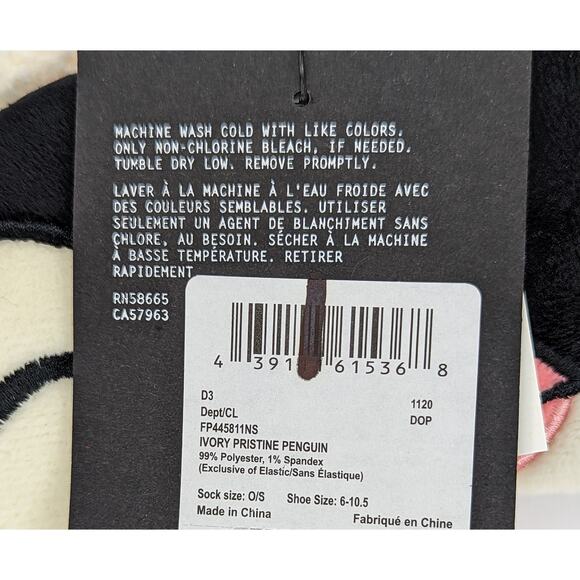 MACHINE WASH COLD WITH LIKE COLORS.
ONLY NON-CHLORINE BLEACH, IF NEEDED.
TUMBLE DRY LOW. REMOVE PROMPTLY.
LAVER À LA MACHINE À L'EAU FROIDE AVEC
DES COULEURS SEMBLABLES. UTILISER
SEULEMENT UN AGENT DE BLANCHIMENT SANS
CHLORE, AU BESOIN. SÉCHER À LA MACHINE
À BASSE TEMPÉRATURE. RETIRER
RAPIDEMENT
RN58665
CA57963
4 391 61536 8
D3 1120
Dept/CL DOP
FP445811NS
IVORY PRISTINE PENGUIN
99% Polyester, 1% Spandex
(Exclusive of Elastic/Sans Élastique)
Sock size: O/S Shoe Size: 6-10.5
Made in China Fabriqué en Chine